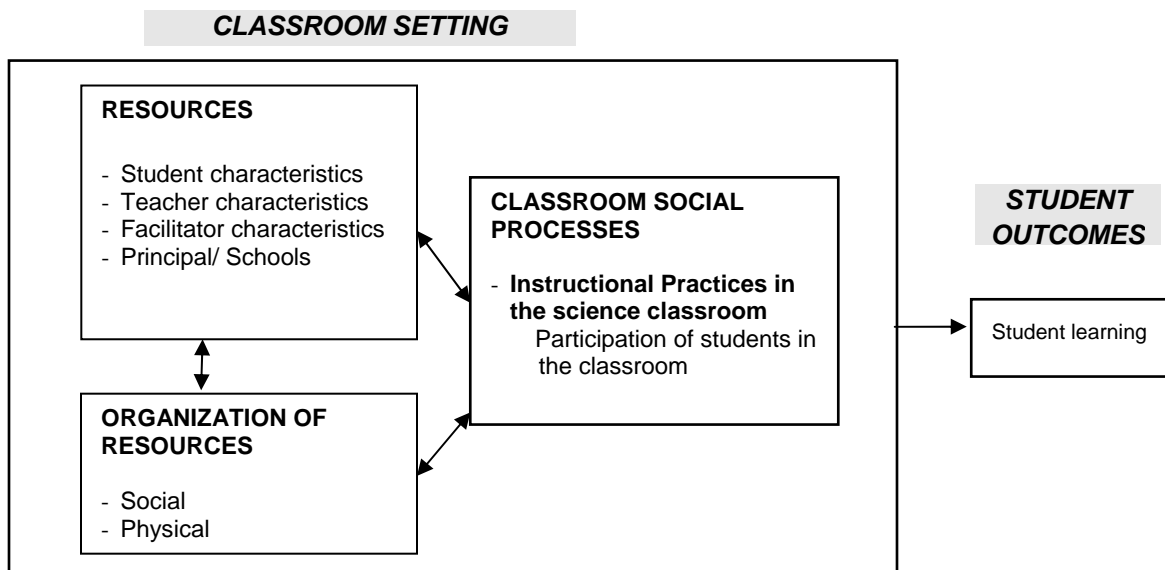 CLASSROOM SETTING
RESOURCES
- Student characteristics
- Teacher characteristics
- Facilitator characteristics
- Principal/ Schools
ORGANIZATION OF
RESOURCES
- Social
- Physical
CLASSROOM SOCIAL
PROCESSES
- Instructional Practices in
the science classroom
Participation of students in
the classroom
STUDENT
OUTCOMES
Student learning